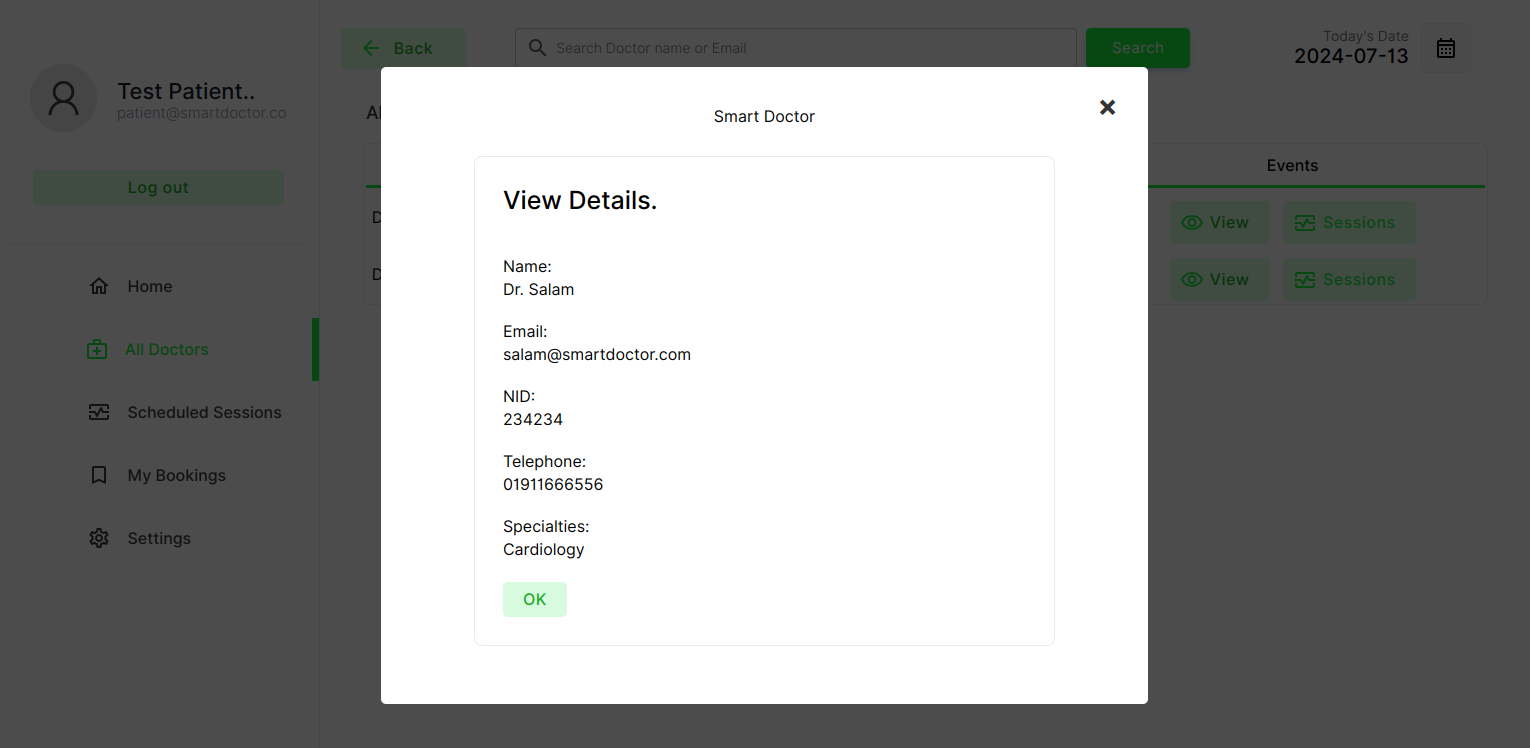 Test Patient..
patient@smartdoctor.co
Log out
Home
All Doctors
Scheduled Sessions
My Bookings
Settings
Back
Search Doctor name or Email
Search
Today's Date
2024-07-13
Events
View
Sessions
View
Sessions
Smart Doctor
View Details.
Name:
Dr. Salam
Email:
salam@smartdoctor.com
NID:
234234
Telephone:
01911666556
Specialties:
Cardiology
OK